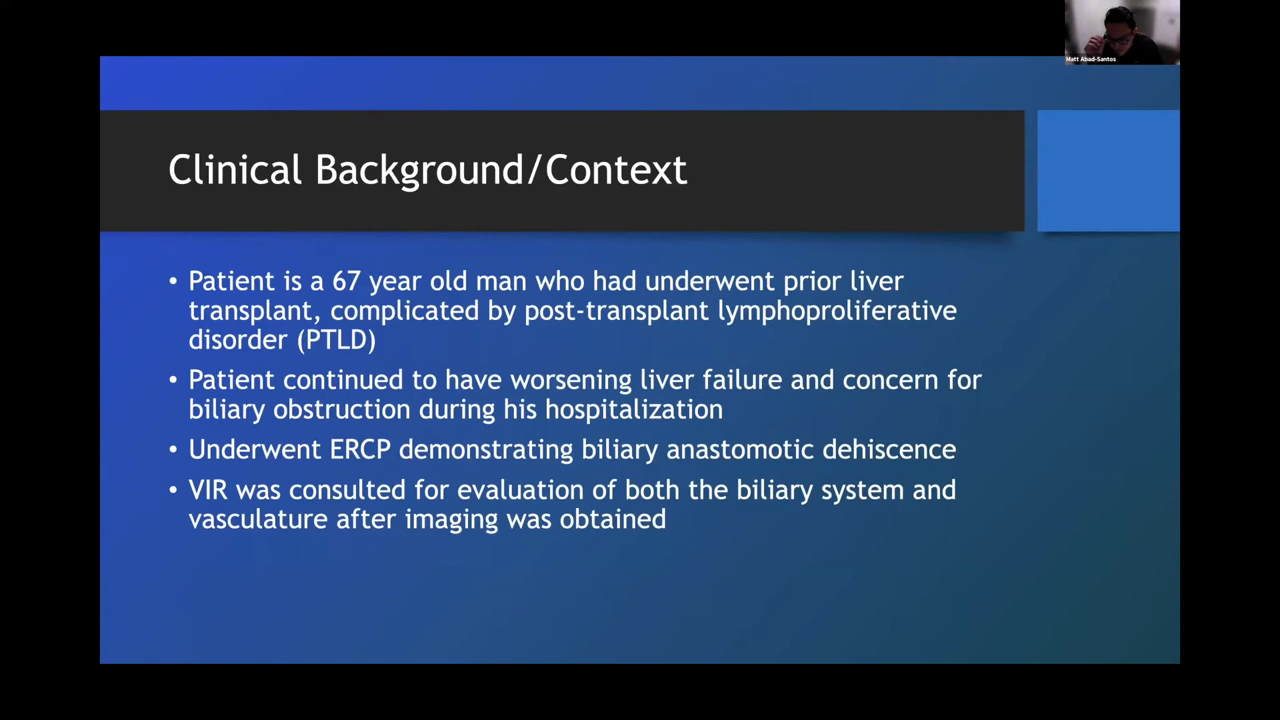 Matt Abad-Santos
Clinical Background/Context
• Patient is a 67 year old man who had underwent prior liver
transplant, complicated by post-transplant lymphoproliferative
disorder (PTLD)
• Patient continued to have worsening liver failure and concern for
biliary obstruction during his hospitalization
• Underwent ERCP demonstrating biliary anastomotic dehiscence
• VIR was consulted for evaluation of both the biliary system and
vasculature after imaging was obtained